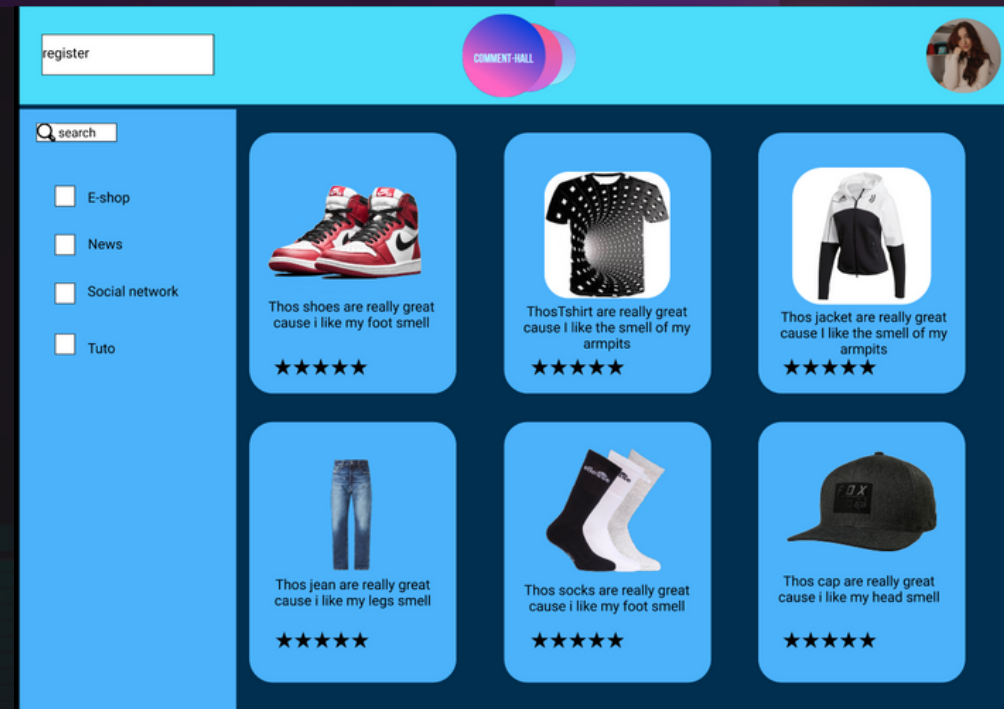 register
COMMENT-HALL
search
E-shop
News
Social network
Tuto
Thos shoes are really great
cause i like my foot smell
★★★★★
ThosTshirt are really great
cause I like the smell of my
armpits
★★★★★
Thos jacket are really great
cause I like the smell of my
armpits
★★★★★
Thos jean are really great
cause i like my legs smell
★★★★★
Thos socks are really great
cause i like my foot smell
★★★★★
FOX
Thos cap are really great
cause i like my head smell
★★★★★